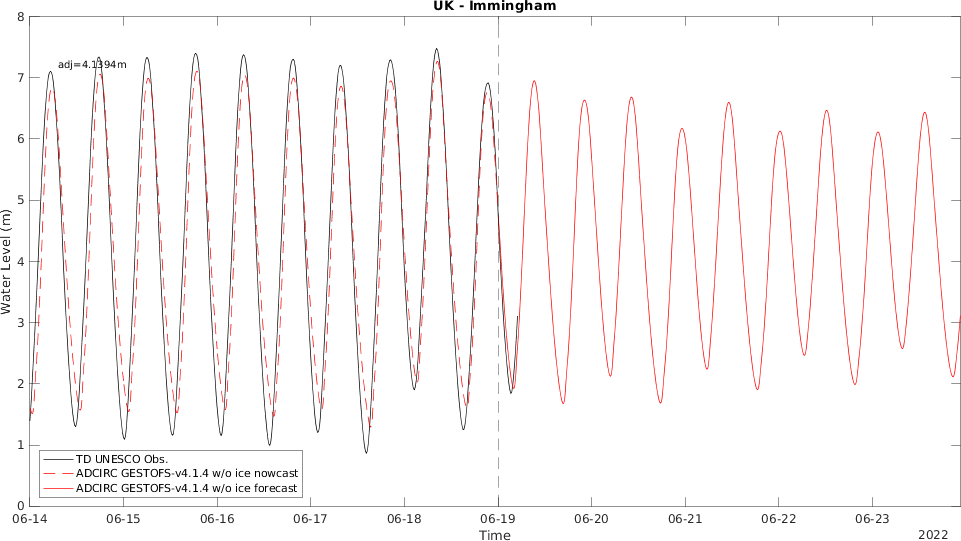 UK - Immingham
8
7
6
5
4
3
2
1
0
Water Level (m)
adj=4.1394m
TD UNESCO Obs.
ADCIRC GESTOFS-v4.1.4 w/o ice nowcast
ADCIRC GESTOFS-v4.1.4 w/o ice forecast
06-14 06-15 06-16 06-17 06-18 06-19 06-20 06-21 06-22 06-23
Time
2022